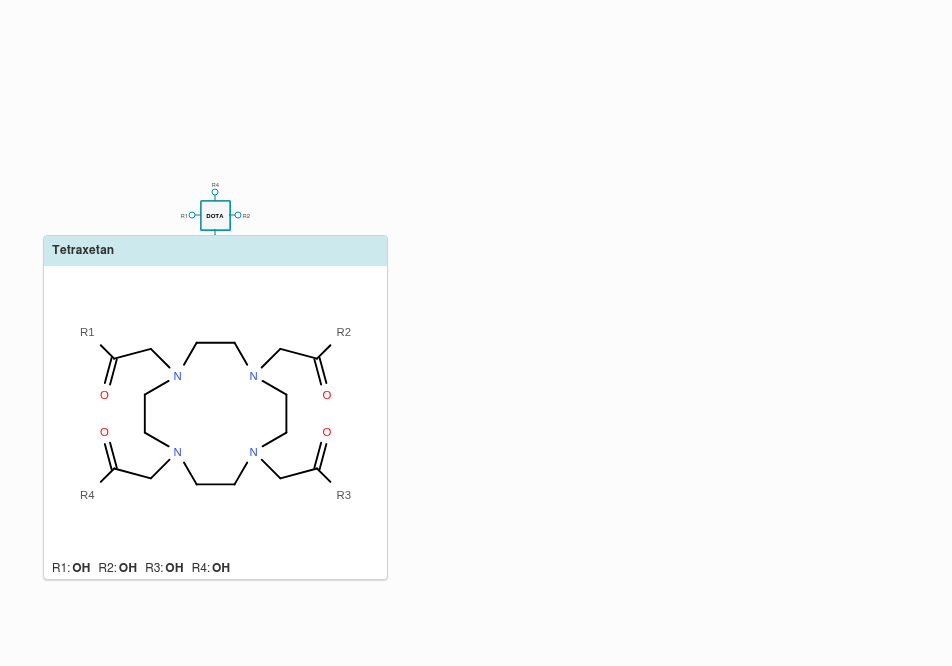 R4
R1 DOTA R2
Tetraxetan
R1 R2
N N
O O
O O
N N
R4 R3
R1: OH R2: OH R3: OH R4: OH